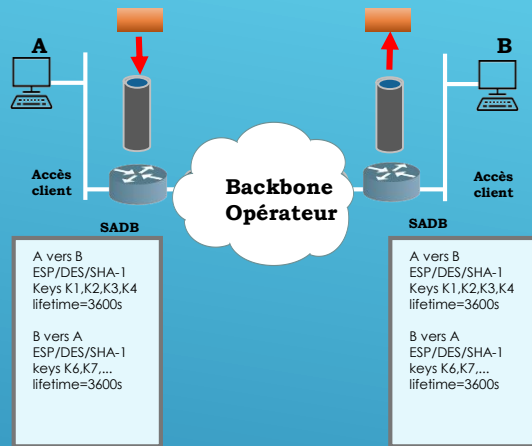 A
B
Accès
client
Backbone
Opérateur
Accès
client
SADB
A vers B
ESP/DES/SHA-1
Keys K1,K2,K3,K4
lifetime=3600s
B vers A
ESP/DES/SHA-1
keys K6,K7,...
lifetime=3600s
SADB
A vers B
ESP/DES/SHA-1
Keys K1,K2,K3,K4
lifetime=3600s
B vers A
ESP/DES/SHA-1
keys K6,K7,...
lifetime=3600s